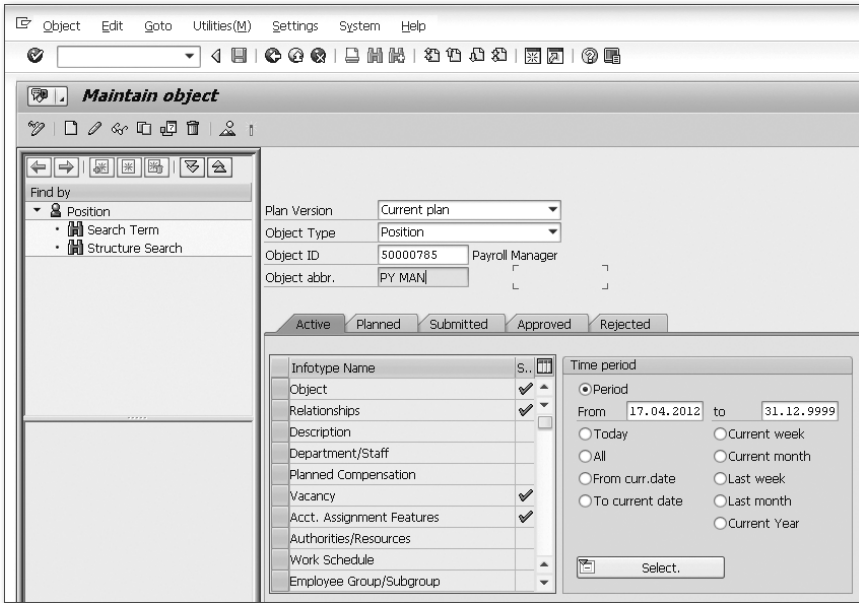 Object Edit Goto Utilities(M) Settings System Help
Maintain object
Find by
Position
Search Term
Structure Search
Plan Version Current plan
Object Type Position
Object ID 50000785 Payroll Manager
Object abbr. PY MAN
Active Planned Submitted Approved Rejected
Infotype Name S..
Object
Relationships
Description
Department/Staff
Planned Compensation
Vacancy
Acct. Assignment Features
Authorities/Resources
Work Schedule
Employee Group/Subgroup
Time period
Period
From 17.04.2012 to 31.12.9999
Today Current week
All Current month
From curr.date Last week
To current date Last month
Current Year
Select.